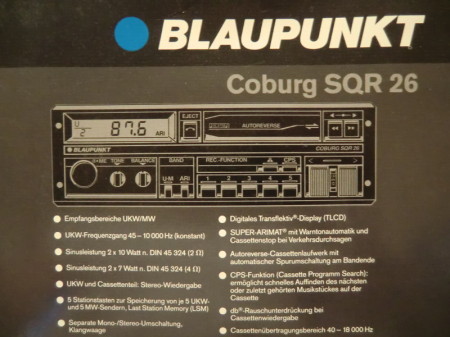 BLAUPUNKT
Coburg SQR 26
U
2
87.6
ARI
EJECT
AUTOREVERSE
BLAUPUNKT
COBURG SQR 26
TONE
BALANCE
BAND
U·M
ARI
REC.-FUNCTION
CPS
1 2 3 4 5
Empfangsbereiche UKW/MW
UKW-Frequenzgang 45–10 000 Hz (konstant)
Sinusleistung 2 x 10 Watt n. DIN 45 324 (2 Ω)
Sinusleistung 2 x 7 Watt n. DIN 45 324 (4 Ω)
UKW und Cassettenteil: Stereo-Wiedergabe
5 Stationstasten zur Speicherung von je 5 UKW-
und 5 MW-Sendern, Last Station Memory (LSM)
Separate Mono-/Stereo-Umschaltung,
Klangwaage
Digitales Transflektiv®-Display (TLCD)
SUPER-ARIMAT® mit Warntonautomatik und
Cassettenstop bei Verkehrsdurchsagen
Autoreverse-Cassettenlaufwerk mit
automatischer Spurumschaltung am Bandende
CPS-Funktion (Cassette Programm Search):
ermöglicht schnelles Auffinden des nächsten
oder zuletzt gehörten Musikstückes auf der
Cassette
db®-Rauschunterdrückung bei
Cassettenwiedergabe
Cassettenübertragungsbereich 40–18 000 Hz